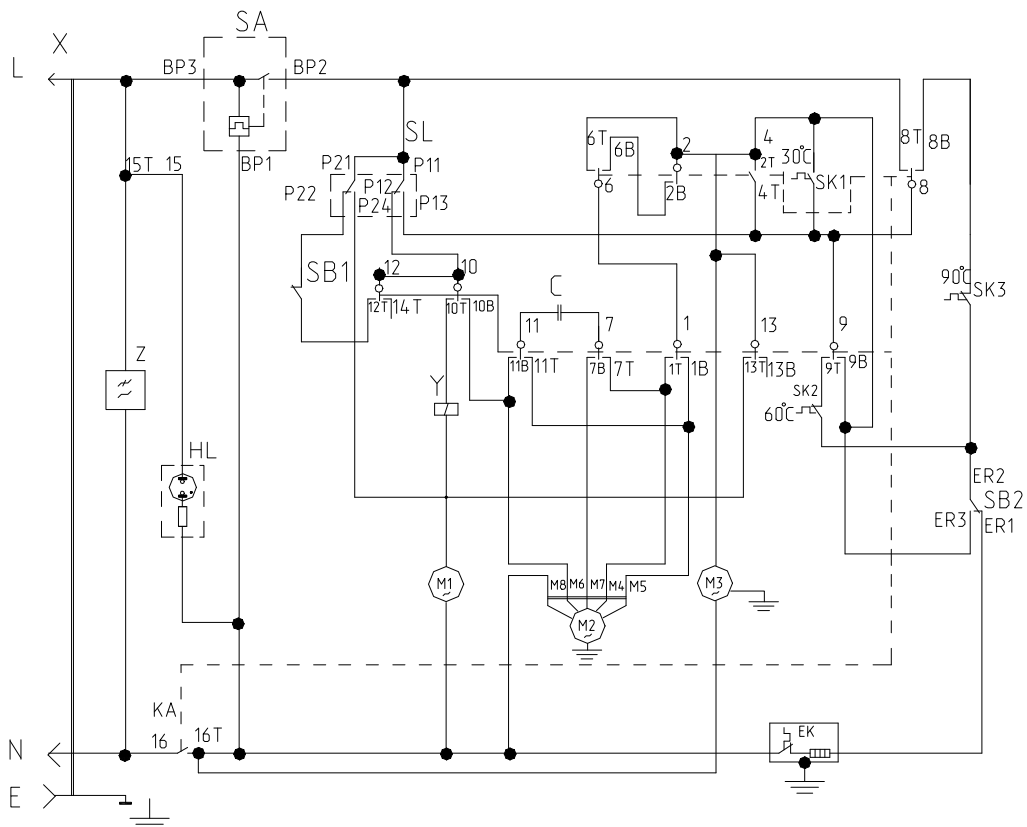 SA
X
L
BP3
BP2
BP1
SL
15T 15
P21
P11
P22
P12
P24
P13
6T
6B
2
4
2T
30°C
8T
8B
6
2B
4T
SK1
8
SB1
12
10
12T
14T
10T
10B
C
11
7
1
13
9
90°C
SK3
11B
11T
7B
7T
1T
1B
13T
13B
9T
9B
Z
Y
SK2
60°C
HL
ER2
SB2
ER3
ER1
M1
M8
M6
M7
M4
M5
M3
M2
KA
16
16T
N
EK
E